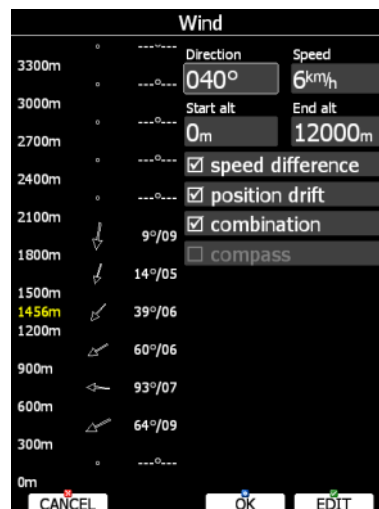 Wind
---°---
3300m
---°---
3000m
---°---
2700m
---°---
2400m
---°---
2100m
9°/09
1800m
14°/05
1500m
1456m
39°/06
1200m
60°/06
900m
93°/07
600m
64°/09
300m
---°---
0m
Direction Speed
040° 6km/h
Start alt End alt
0m 12000m
☑ speed difference
☑ position drift
☑ combination
☐ compass
CANCEL OK EDIT